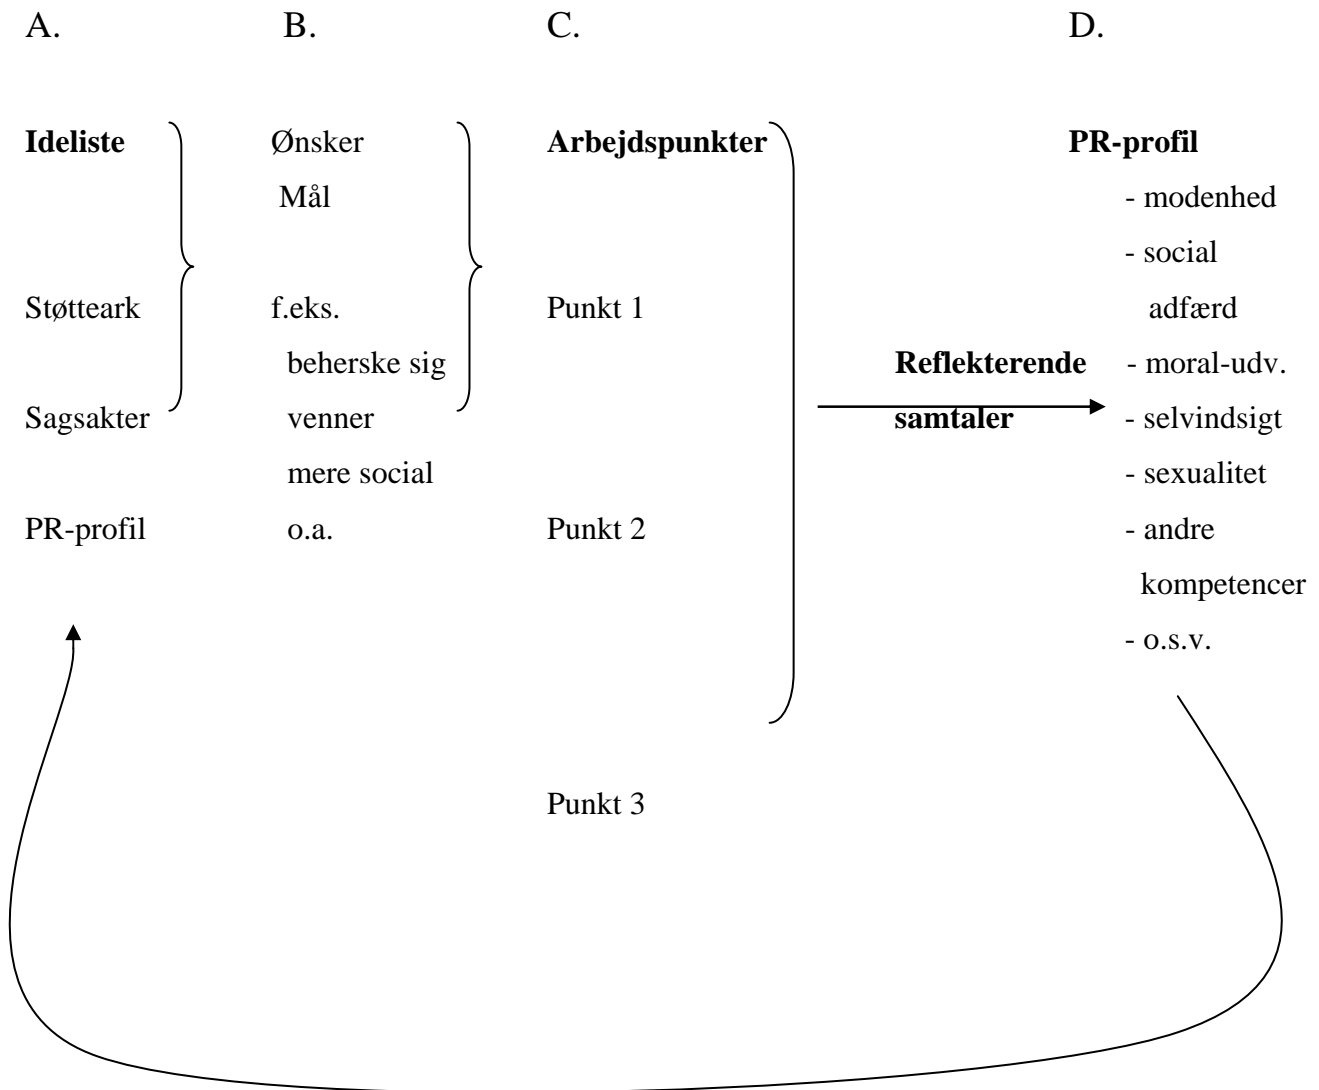 A. B. C. D.
Ideliste Ønsker Arbejdspunkter PR-profil
Mål - modenhed
- social
Støtteark f.eks. Punkt 1 adfærd
beherske sig Reflekterende - moral-udv.
Sagsakter venner samtaler - selvindsigt
mere social - sexualitet
PR-profil o.a. Punkt 2 - andre
kompetencer
- o.s.v.
Punkt 3